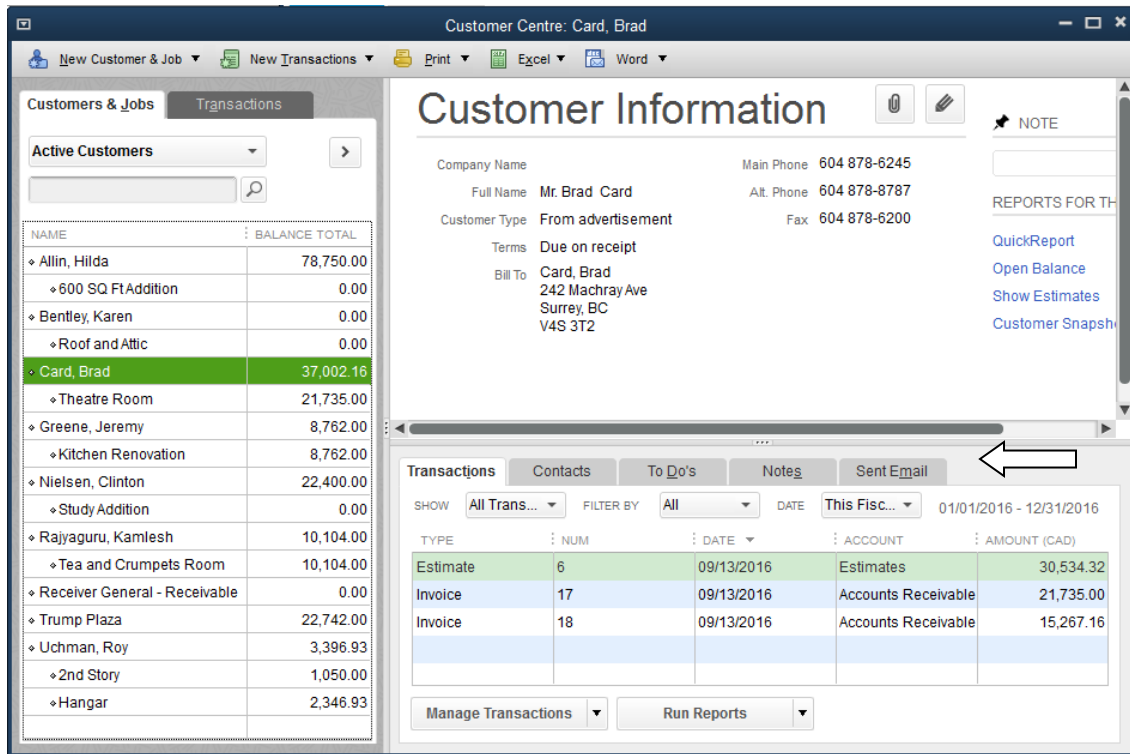 Customer Centre: Card, Brad
New Customer & Job New Transactions Print Excel Word
Customers & Jobs Transactions
Active Customers
NAME BALANCE TOTAL
Allin, Hilda 78,750.00
600 SQ Ft Addition 0.00
Bentley, Karen 0.00
Roof and Attic 0.00
Card, Brad 37,002.16
Theatre Room 21,735.00
Greene, Jeremy 8,762.00
Kitchen Renovation 8,762.00
Nielsen, Clinton 22,400.00
Study Addition 0.00
Rajyaguru, Kamlesh 10,104.00
Tea and Crumpets Room 10,104.00
Receiver General - Receivable 0.00
Trump Plaza 22,742.00
Uchman, Roy 3,396.93
2nd Story 1,050.00
Hangar 2,346.93
Customer Information
Company Name
Full Name Mr. Brad Card
Customer Type From advertisement
Terms Due on receipt
Bill To Card, Brad
242 Machray Ave
Surrey, BC
V4S 3T2
Main Phone 604 878-6245
Alt. Phone 604 878-8787
Fax 604 878-6200
NOTE
REPORTS FOR TH
QuickReport
Open Balance
Show Estimates
Customer Snapsh
Transactions Contacts To Do's Notes Sent Email
SHOW All Trans... FILTER BY All DATE This Fisc... 01/01/2016 - 12/31/2016
TYPE NUM DATE ACCOUNT AMOUNT (CAD)
Estimate 6 09/13/2016 Estimates 30,534.32
Invoice 17 09/13/2016 Accounts Receivable 21,735.00
Invoice 18 09/13/2016 Accounts Receivable 15,267.16
Manage Transactions Run Reports